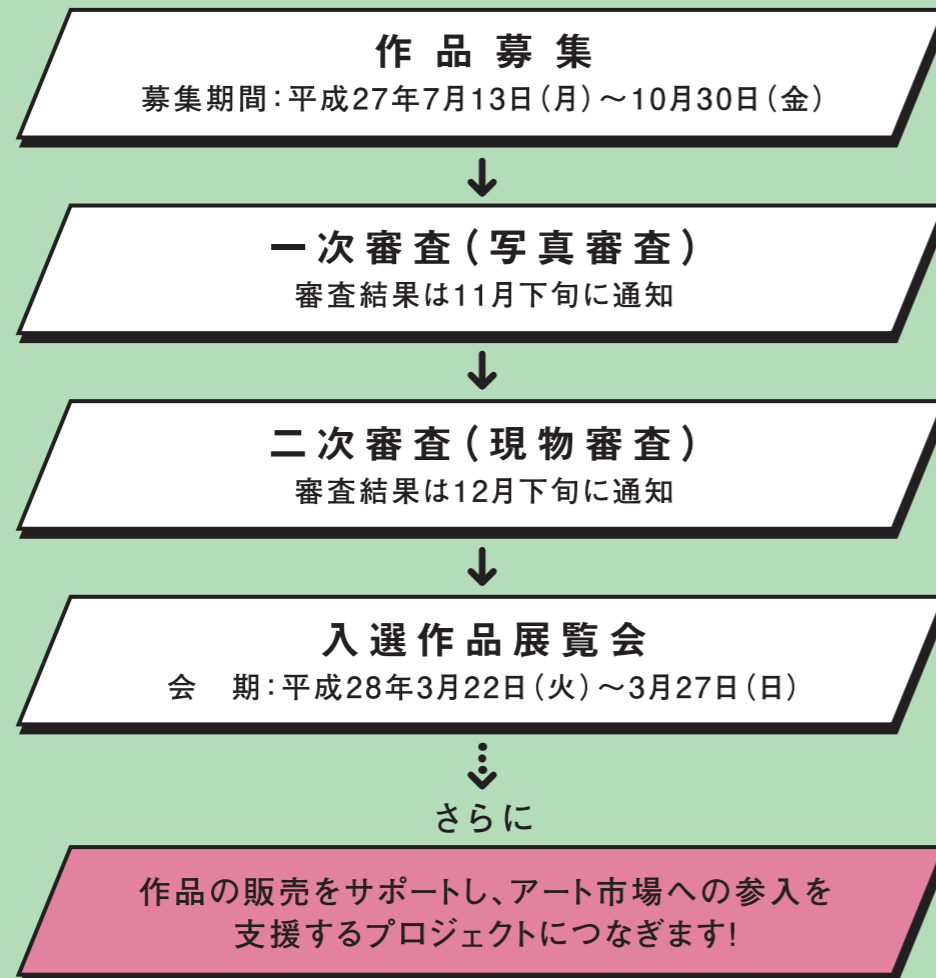 作品募集
募集期間：平成27年7月13日（月）～10月30日（金）
一次審査（写真審査）
審査結果は11月下旬に通知
二次審査（現物審査）
審査結果は12月下旬に通知
入選作品展覧会
会　期：平成28年3月22日（火）～3月27日（日）
さらに
作品の販売をサポートし、アート市場への参入を
支援するプロジェクトにつなぎます!